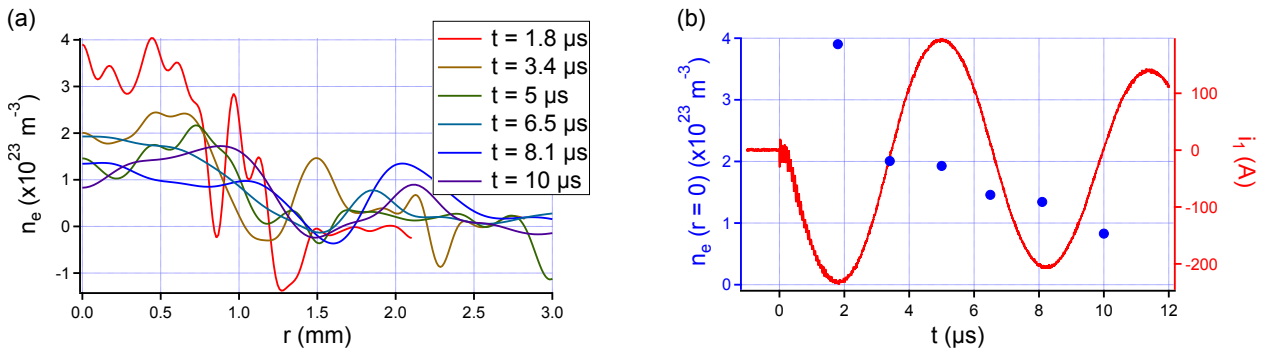 (a)
4
3
2
1
0
-1
n_e (x10^23 m^-3)
0.0 0.5 1.0 1.5 2.0 2.5 3.0
r (mm)
t = 1.8 µs
t = 3.4 µs
t = 5 µs
t = 6.5 µs
t = 8.1 µs
t = 10 µs
(b)
4
3
2
1
0
n_e (r = 0) (x10^23 m^-3)
0 2 4 6 8 10 12
t (µs)
100
0
-100
-200
i_1 (A)